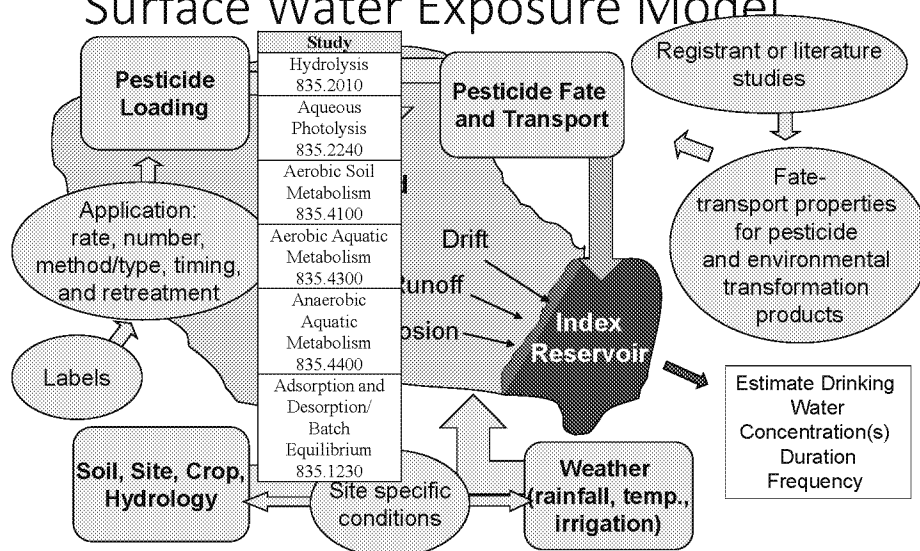 Surface Water Exposure Model
Pesticide
Loading
Study
Hydrolysis
835.2010
Aqueous
Photolysis
835.2240
Aerobic Soil
Metabolism
835.4100
Aerobic Aquatic
Metabolism
835.4300
Anaerobic
Aquatic
Metabolism
835.4400
Adsorption and
Desorption/
Batch
Equilibrium
835.1230
Pesticide Fate
and Transport
Registrant or literature
studies
Fate-
transport properties
for pesticide
and environmental
transformation
products
Application:
rate, number,
method/type, timing,
and retreatment
Labels
Drift
Index
Reservoir
Estimate Drinking
Water
Concentration(s)
Duration
Frequency
Soil, Site, Crop,
Hydrology
Site specific
conditions
Weather
(rainfall, temp.,
irrigation)